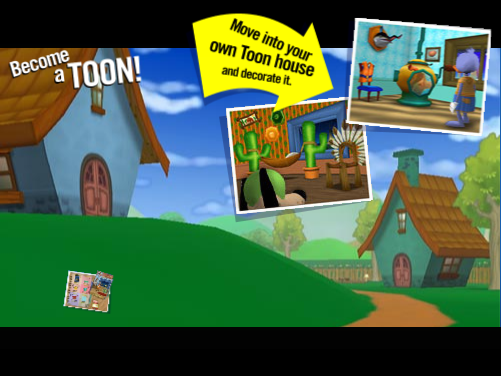 Become
a TOON!
Move into your
own Toon house
and decorate it.